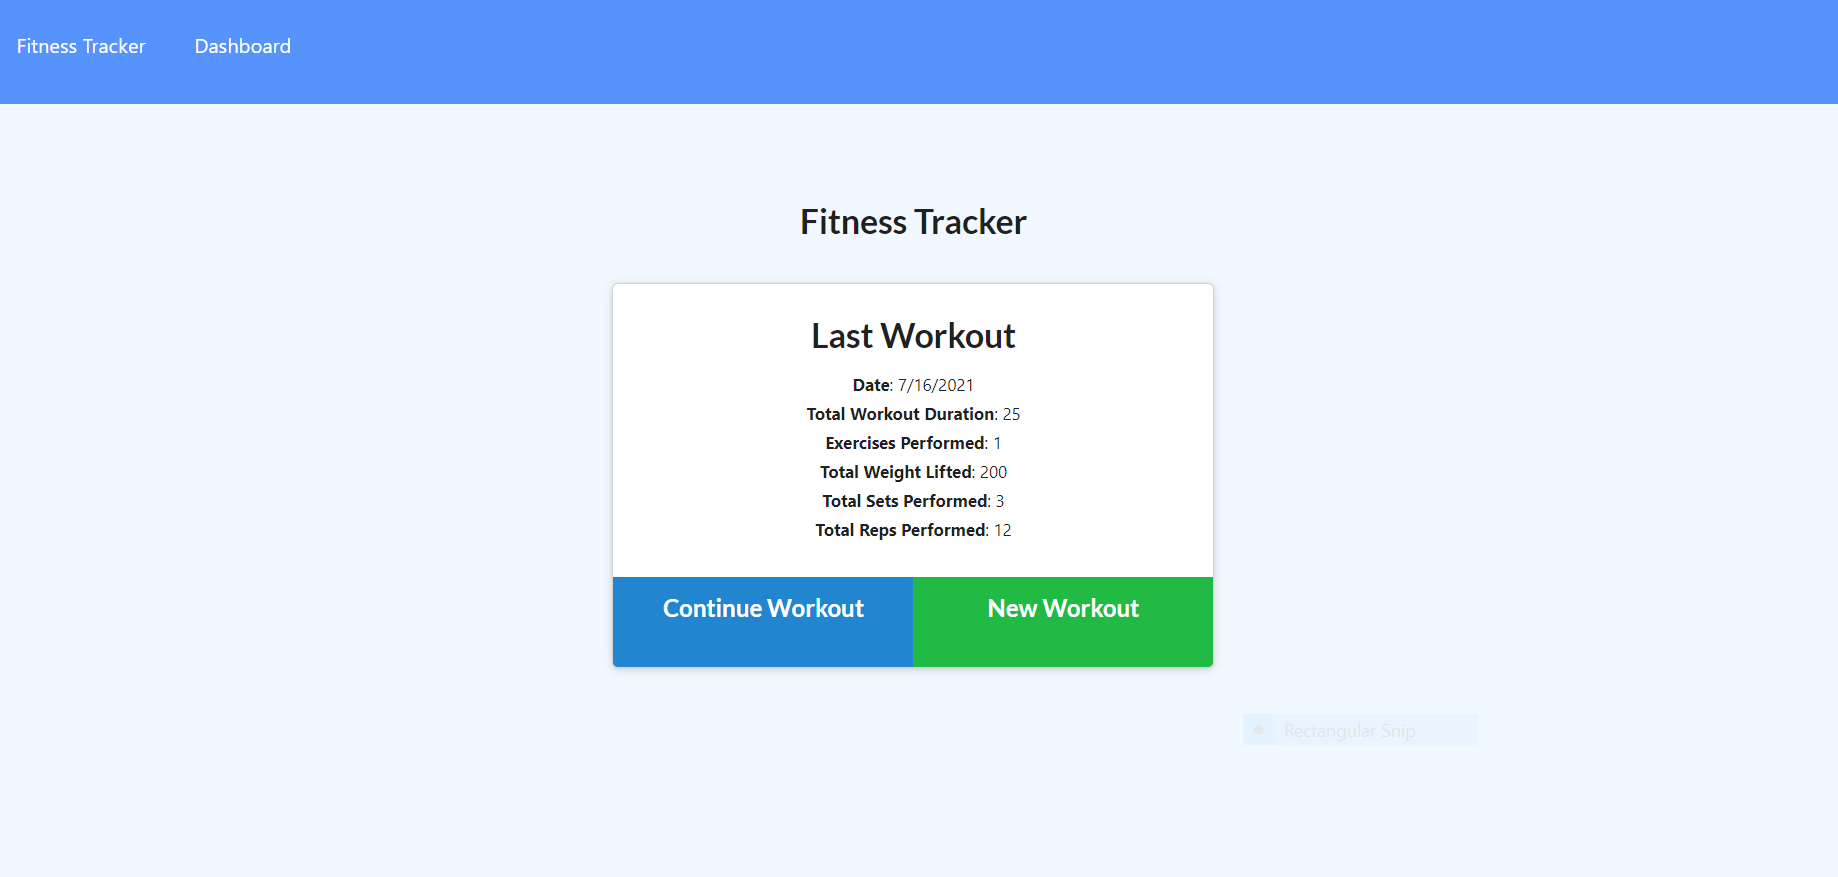 Fitness Tracker Dashboard
Fitness Tracker
Last Workout
Date: 7/16/2021
Total Workout Duration: 25
Exercises Performed: 1
Total Weight Lifted: 200
Total Sets Performed: 3
Total Reps Performed: 12
Continue Workout New Workout
Rectangular Snip